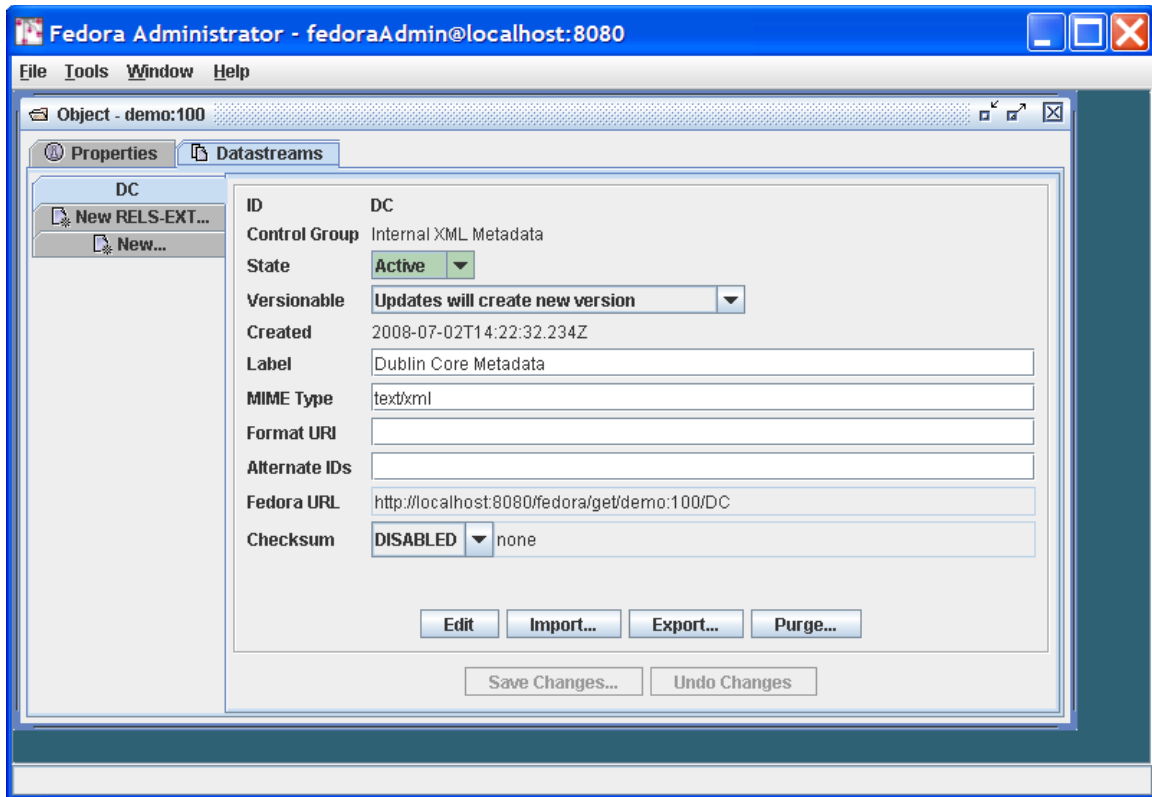 Fedora Administrator - fedoraAdmin@localhost:8080
File Tools Window Help
Object - demo:100
Properties Datastreams
DC
New RELS-EXT...
New...
ID DC
Control Group Internal XML Metadata
State Active
Versionable Updates will create new version
Created 2008-07-02T14:22:32.234Z
Label Dublin Core Metadata
MIME Type text/xml
Format URI
Alternate IDs
Fedora URL http://localhost:8080/fedora/get/demo:100/DC
Checksum DISABLED none
Edit Import... Export... Purge...
Save Changes... Undo Changes